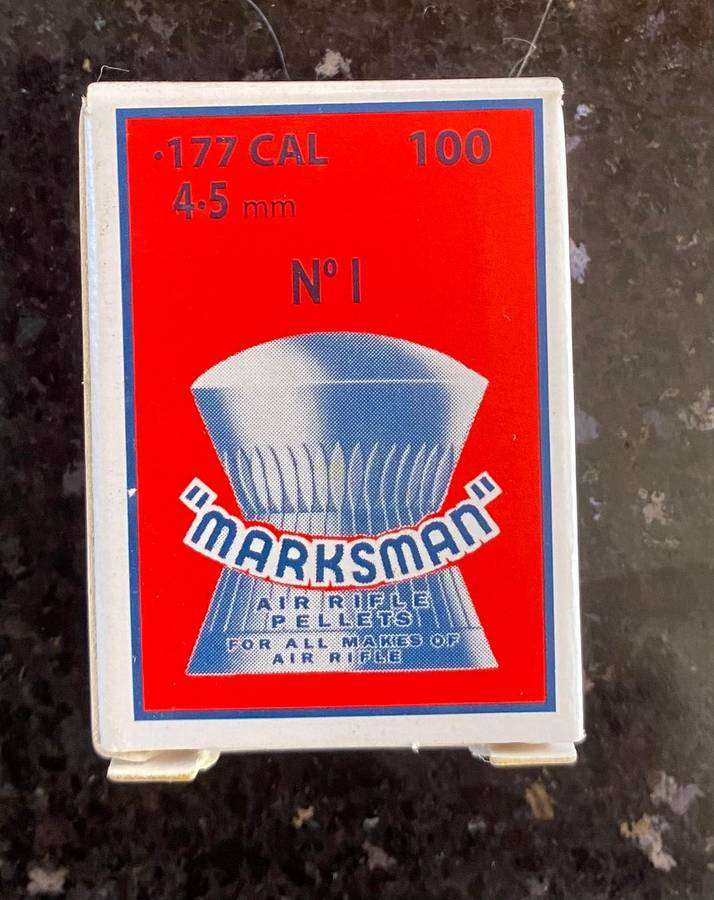 ·177 CAL 100
4·5 mm
Nº I
"MARKSMAN"
AIR RIFLE
PELLETS
FOR ALL MAKES OF
AIR RIFLE